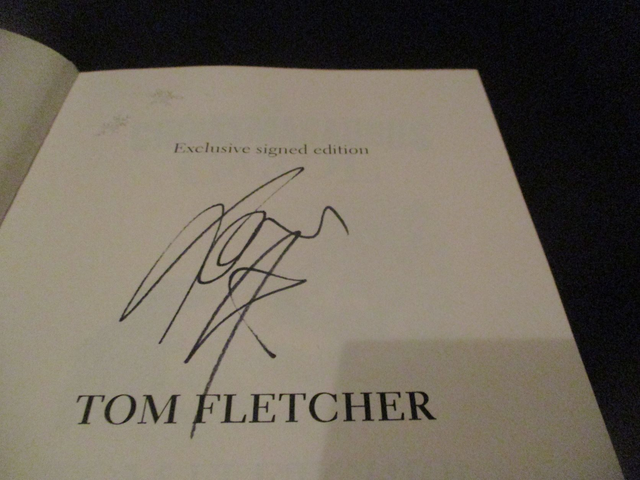 Exclusive signed edition
TOM FLETCHER